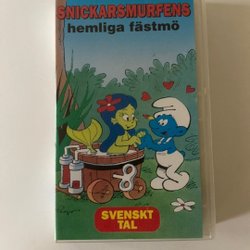 SNICKARSMURFENS
hemliga fästmö
SVENSKT
TAL